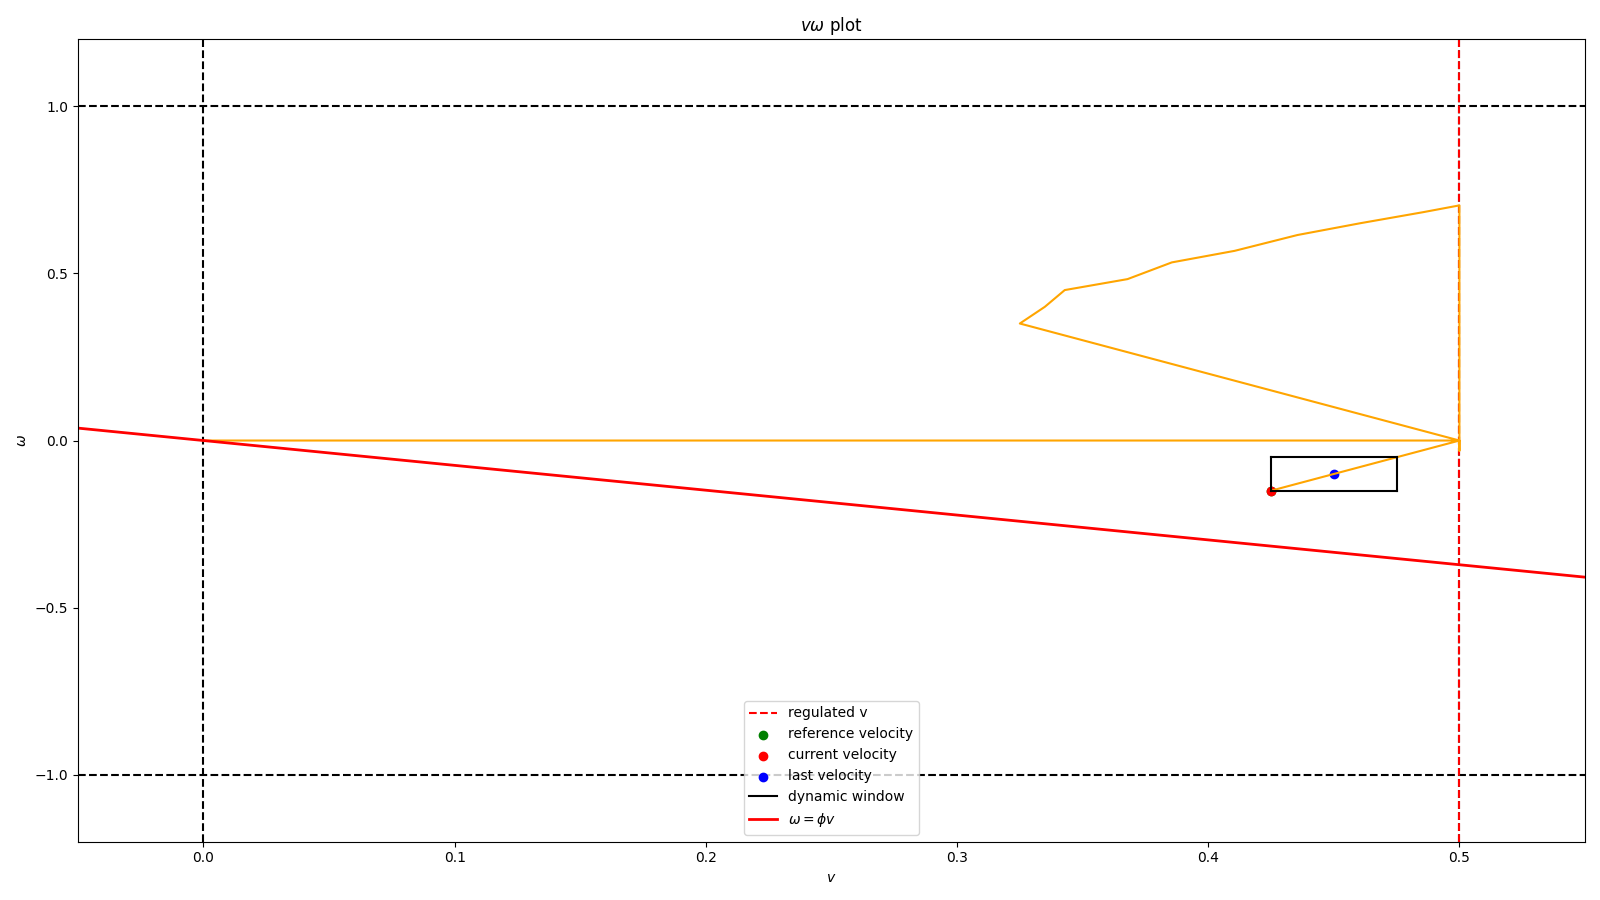 vω plot
1.0
0.5
0.0
−0.5
−1.0
ω
regulated v
reference velocity
current velocity
last velocity
dynamic window
ω = ϕv
0.0 0.1 0.2 0.3 0.4 0.5
v